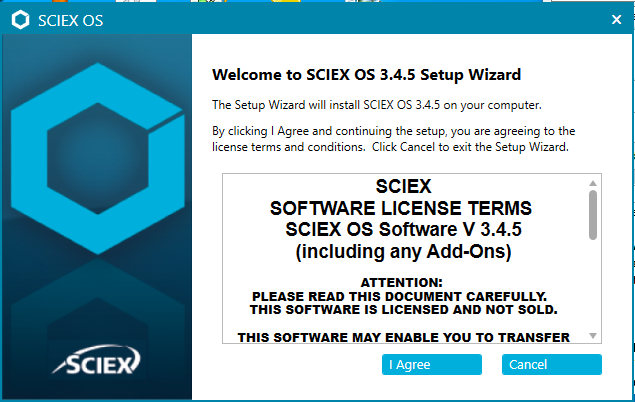 SCIEX OS
Welcome to SCIEX OS 3.4.5 Setup Wizard
The Setup Wizard will install SCIEX OS 3.4.5 on your computer.
By clicking I Agree and continuing the setup, you are agreeing to the
license terms and conditions.  Click Cancel to exit the Setup Wizard.
SCIEX
SOFTWARE LICENSE TERMS
SCIEX OS Software V 3.4.5
(including any Add-Ons)
ATTENTION:
PLEASE READ THIS DOCUMENT CAREFULLY.
THIS SOFTWARE IS LICENSED AND NOT SOLD.
THIS SOFTWARE MAY ENABLE YOU TO TRANSFER
SCIEX
I Agree
Cancel